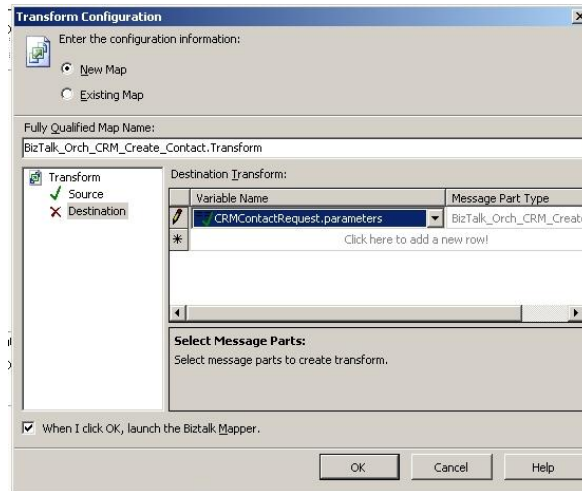 Transform Configuration
Enter the configuration information:
New Map
Existing Map
Fully Qualified Map Name:
BizTalk_Orch_CRM_Create_Contact.Transform
Transform
Source
Destination
Destination Transform:
Variable Name
Message Part Type
CRMContactRequest.parameters
BizTalk_Orch_CRM_Create
Click here to add a new row!
Select Message Parts:
Select message parts to create transform.
When I click OK, launch the Biztalk Mapper.
OK
Cancel
Help